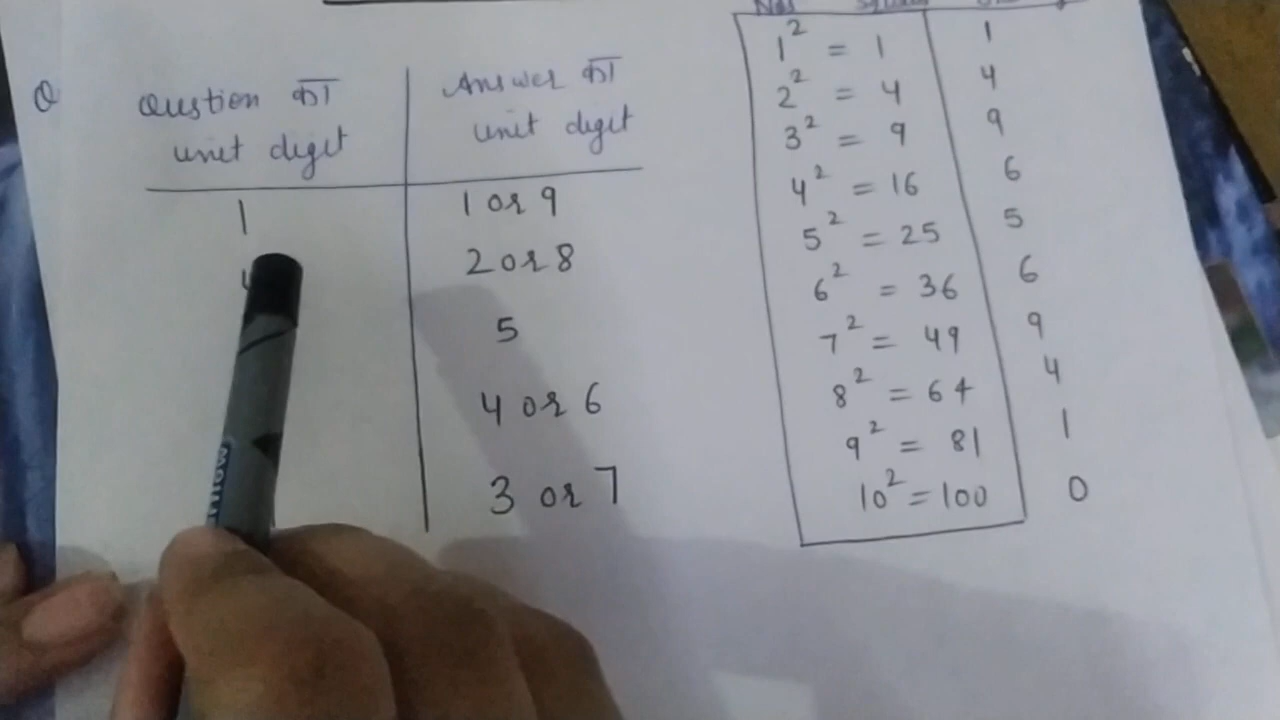 Q Question का Answer का
unit digit unit digit
1 1 or 9
2 or 8
5
4 or 6
3 or 7
1² = 1 1
2² = 4 4
3² = 9 9
4² = 16 6
5² = 25 5
6² = 36 6
7² = 49 9
8² = 64 4
9² = 81 1
10² = 100 0